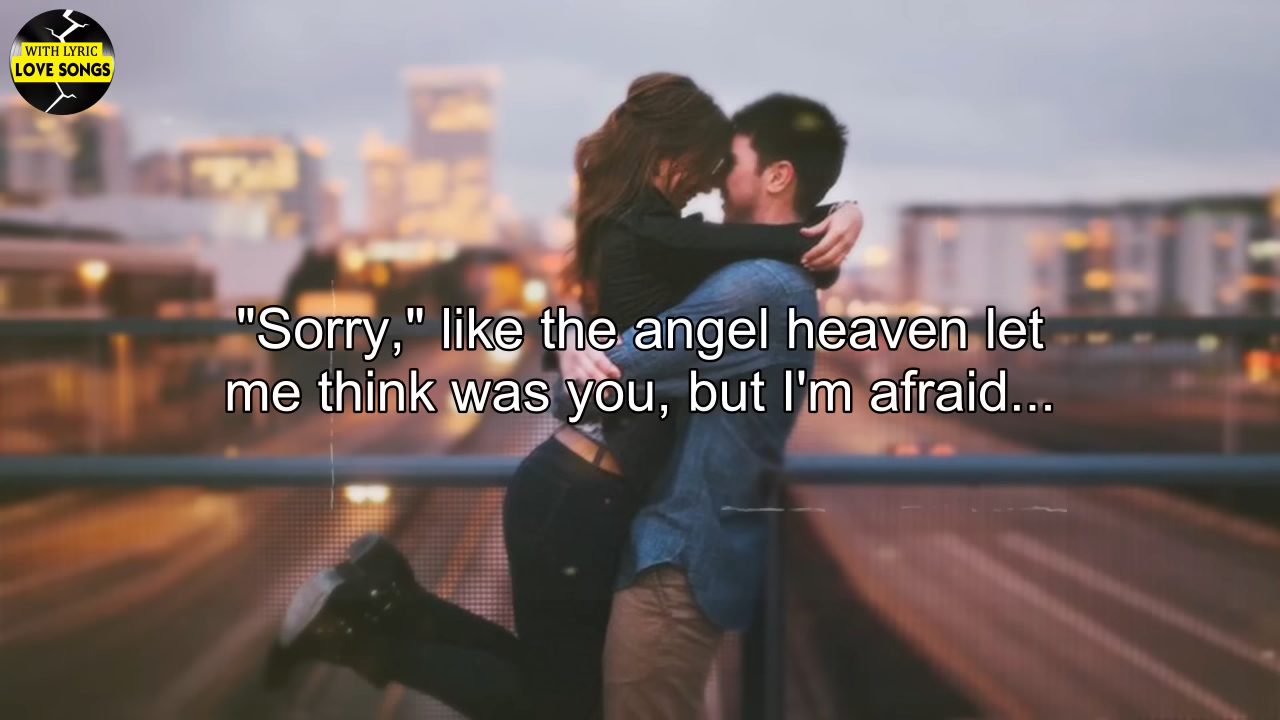 WITH LYRIC
LOVE SONGS
"Sorry," like the angel heaven let
me think was you, but I'm afraid...